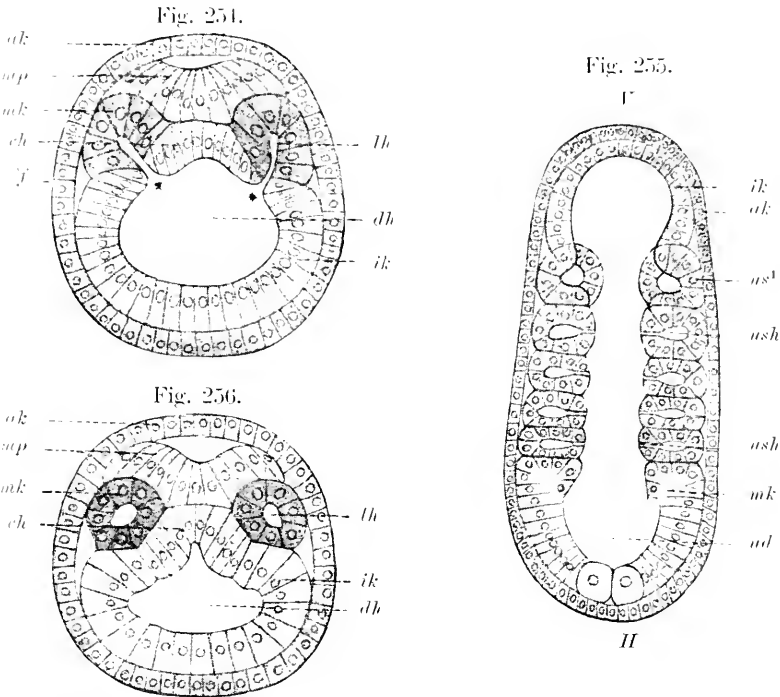 Fig. 254.
ak
mp
mk
ch
lh
dh
ik
Fig. 255.
V
ik
ak
us¹
ush
ush
mk
ud
H
Fig. 256.
ak
mp
mk
ch
lh
ik
dh